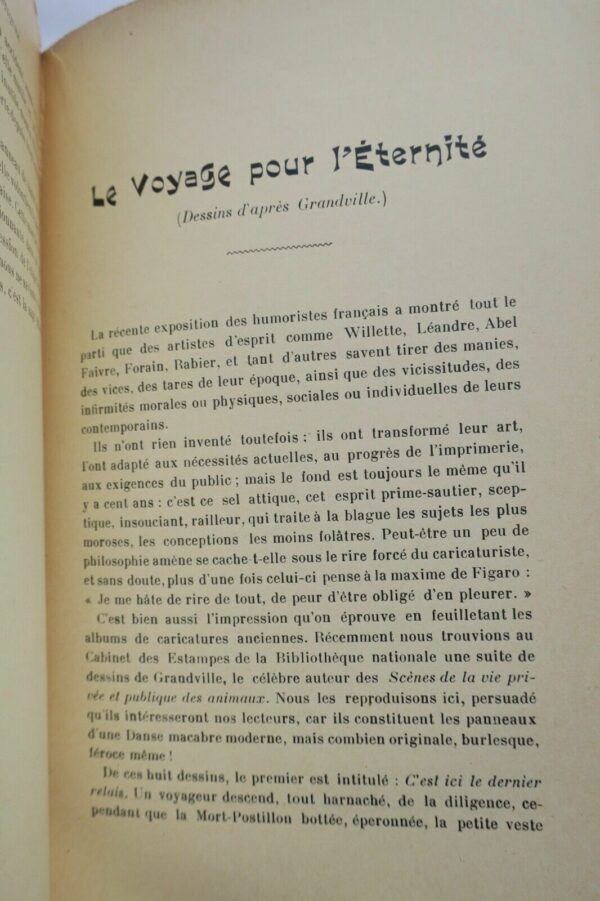 Le Voyage pour l'Éternité
(Dessins d'après Grandville.)
La récente exposition des humoristes français a montré tout le
parti que des artistes d'esprit comme Willette, Léandre, Abel
Faivre, Forain, Rabier, et tant d'autres savent tirer des manies,
des vices, des tares de leur époque, ainsi que des vicissitudes, des
infirmités morales ou physiques, sociales ou individuelles de leurs
contemporains.
Ils n'ont rien inventé toutefois ; ils ont transformé leur art,
l'ont adapté aux nécessités actuelles, au progrès de l'imprimerie,
aux exigences du public ; mais le fond est toujours le même qu'il
y a cent ans : c'est ce sel attique, cet esprit prime-sautier, scep-
tique, insouciant, railleur, qui traite à la blague les sujets les plus
moroses, les conceptions les moins folâtres. Peut-être un peu de
philosophie amène se cache-t-elle sous le rire forcé du caricaturiste,
et sans doute, plus d'une fois celui-ci pense à la maxime de Figaro :
« Je me hâte de rire de tout, de peur d'être obligé d'en pleurer. »
C'est bien aussi l'impression qu'on éprouve en feuilletant les
albums de caricatures anciennes. Récemment nous trouvions au
Cabinet des Estampes de la Bibliothèque nationale une suite de
dessins de Grandville, le célèbre auteur des Scènes de la vie pri-
vée et publique des animaux. Nous les reproduisons ici, persuadé
qu'ils intéresseront nos lecteurs, car ils constituent les panneaux
d'une Danse macabre moderne, mais combien originale, burlesque,
féroce même !
De ces huit dessins, le premier est intitulé : C'est ici le dernier
relais. Un voyageur descend, tout harnaché, de la diligence, ce-
pendant que la Mort-Postillon bottée, éperonnée, la petite veste